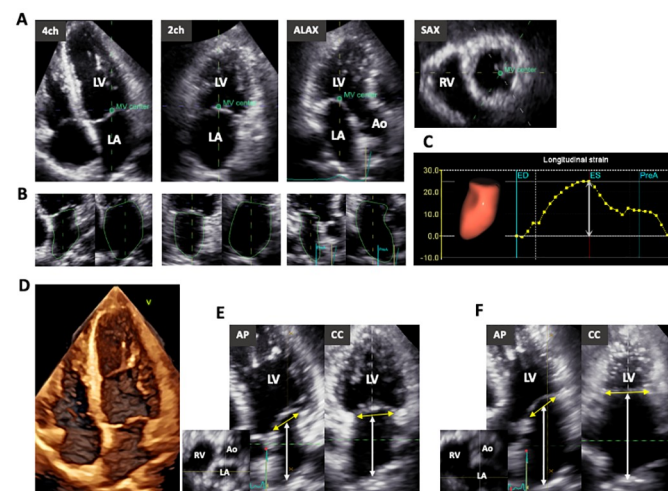 A
4ch
LV
MV center
LA
2ch
LV
MV center
LA
ALAX
LV
MV center
LA
Ao
SAX
RV
MV center
B
C
Longitudinal strain
30.0
20.0
10.0
0.0
-10.0
ED
ES
PreA
D
V
E
AP
LV
CC
LV
RV
Ao
LA
F
AP
LV
CC
LV
RV
Ao
LA